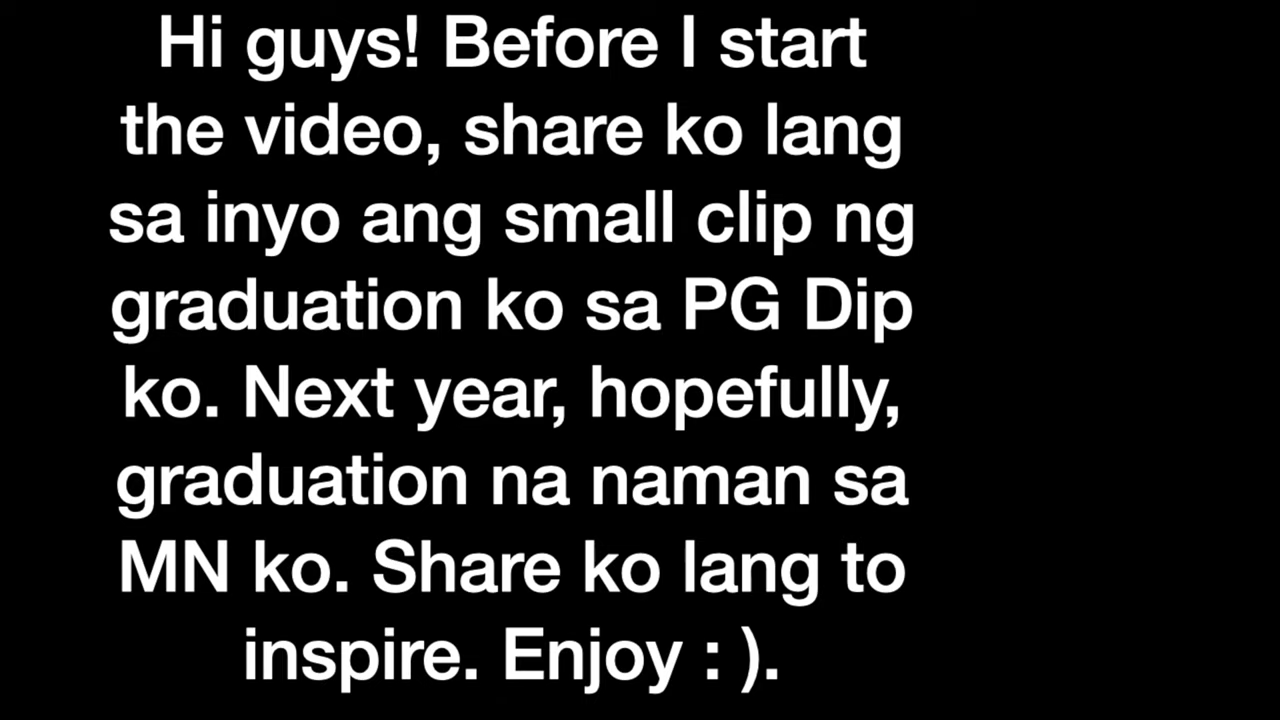 Hi guys! Before I start
the video, share ko lang
sa inyo ang small clip ng
graduation ko sa PG Dip
ko. Next year, hopefully,
graduation na naman sa
MN ko. Share ko lang to
inspire. Enjoy : ).